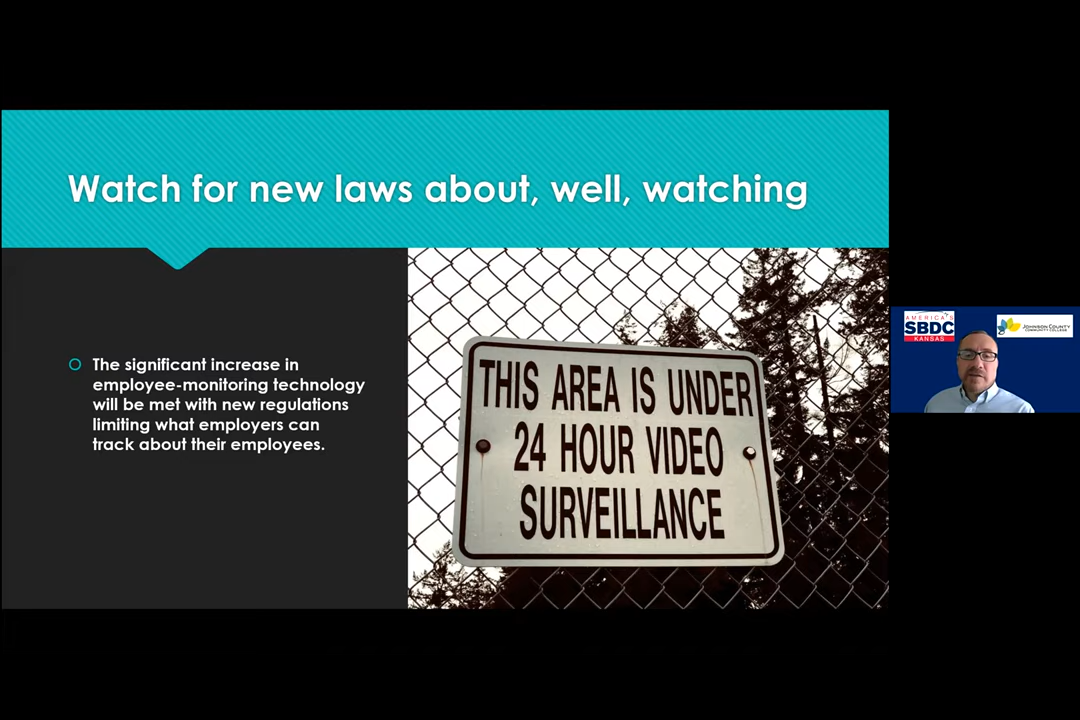 Watch for new laws about, well, watching
The significant increase in
employee-monitoring technology
will be met with new regulations
limiting what employers can
track about their employees.
THIS AREA IS UNDER
24 HOUR VIDEO
SURVEILLANCE
AMERICA'S
SBDC
KANSAS
JOHNSON COUNTY
COMMUNITY COLLEGE